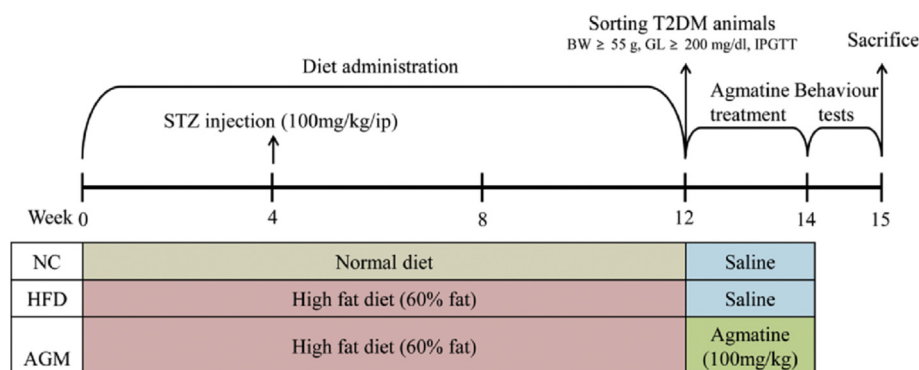 Sorting T2DM animals
BW ≥ 55 g, GL ≥ 200 mg/dl, IPGTT
Sacrifice
Diet administration
Agmatine Behaviour
treatment tests
STZ injection (100mg/kg/ip)
Week 0 4 8 12 14 15
NC Normal diet Saline
HFD High fat diet (60% fat) Saline
AGM High fat diet (60% fat) Agmatine
(100mg/kg)